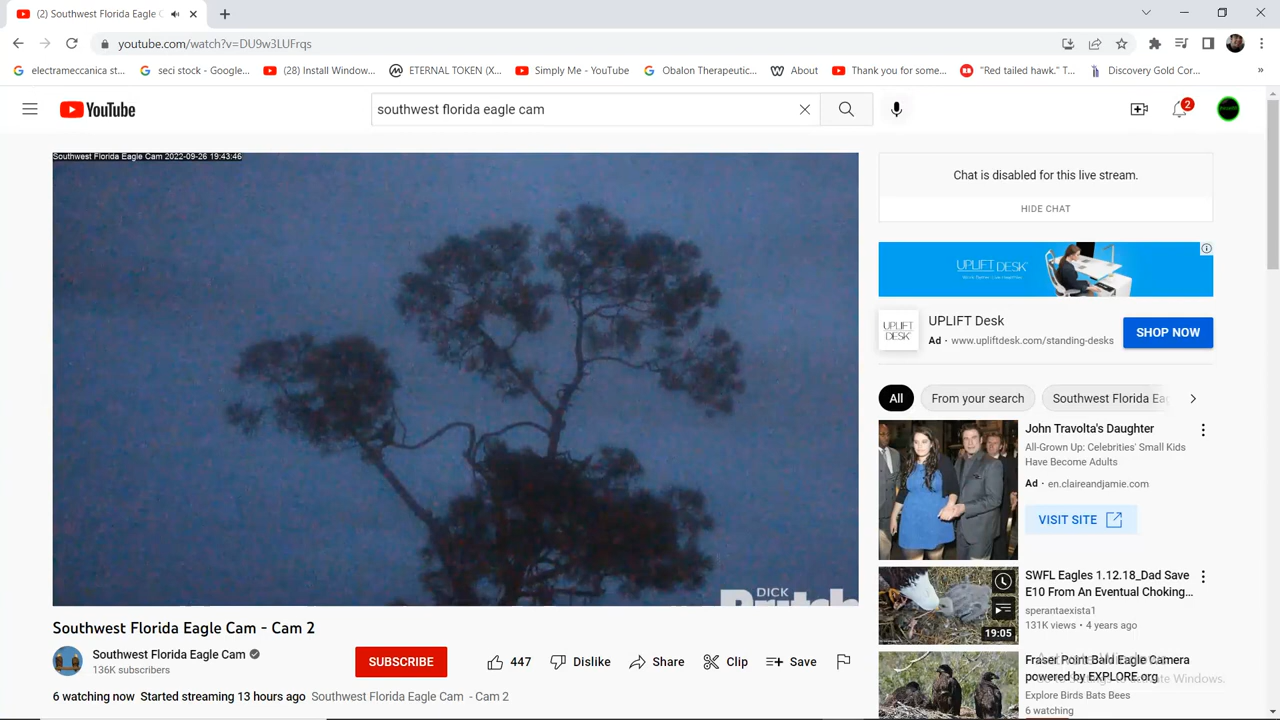 (2) Southwest Florida Eagle C
youtube.com/watch?v=DU9w3LUFrqs
electrameccanica st...
seci stock - Google...
(28) Install Window...
ETERNAL TOKEN (X...
Simply Me - YouTube
Obalon Therapeutic...
About
Thank you for some...
"Red tailed hawk." T...
Discovery Gold Cor...
»
YouTube
southwest florida eagle cam
2
Southwest Florida Eagle Cam 2022-09-26 19:43:46
DICK
Chat is disabled for this live stream.
HIDE CHAT
UPLIFT DESK
UPLIFT
DESK
UPLIFT Desk
Ad · www.upliftdesk.com/standing-desks
SHOP NOW
All
From your search
Southwest Florida Eag
John Travolta's Daughter
All-Grown Up: Celebrities' Small Kids
Have Become Adults
Ad · en.claireandjamie.com
VISIT SITE
19:05
SWFL Eagles 1.12.18_Dad Save
E10 From An Eventual Choking...
sperantaexista1
131K views • 4 years ago
Fraser Point Bald Eagle Camera
powered by EXPLORE.org
Explore Birds Bats Bees
6 watching
Activate Windows
Southwest Florida Eagle Cam - Cam 2
Southwest Florida Eagle Cam
136K subscribers
SUBSCRIBE
447
Dislike
Share
Clip
Save
6 watching now Started streaming 13 hours ago Southwest Florida Eagle Cam - Cam 2